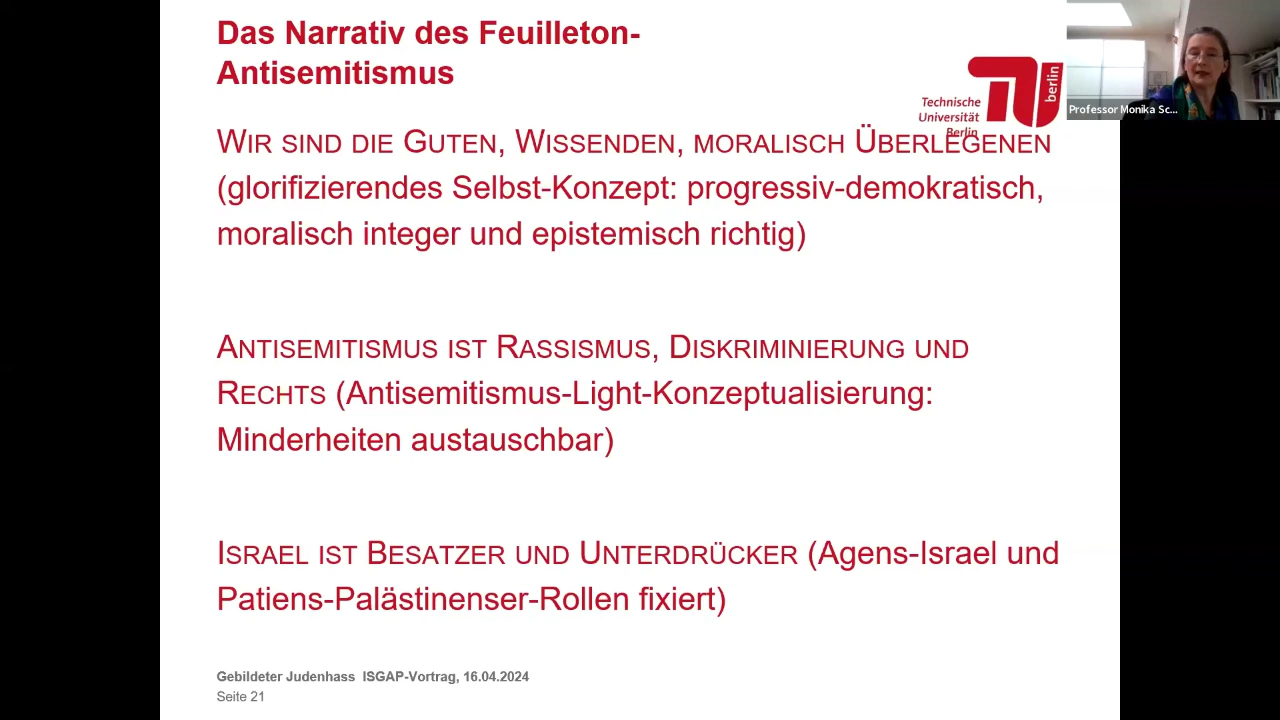 Das Narrativ des Feuilleton-
Antisemitismus
Technische
Universität
Berlin
berlin
Professor Monika Sc...
WIR SIND DIE GUTEN, WISSENDEN, MORALISCH ÜBERLEGENEN
(glorifizierendes Selbst-Konzept: progressiv-demokratisch,
moralisch integer und epistemisch richtig)
ANTISEMITISMUS IST RASSISMUS, DISKRIMINIERUNG UND
RECHTS (Antisemitismus-Light-Konzeptualisierung:
Minderheiten austauschbar)
ISRAEL IST BESATZER UND UNTERDRÜCKER (Agens-Israel und
Patiens-Palästinenser-Rollen fixiert)
Gebildeter Judenhass ISGAP-Vortrag, 16.04.2024
Seite 21